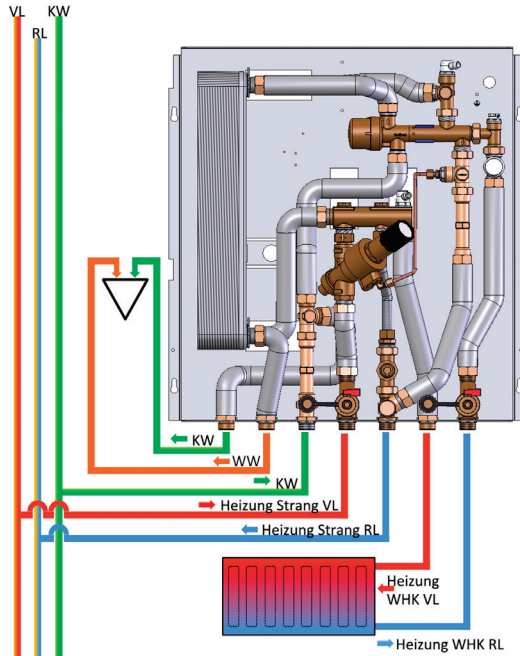 VL
KW
RL
KW
WW
KW
Heizung Strang VL
Heizung Strang RL
Heizung
WHK VL
Heizung WHK RL